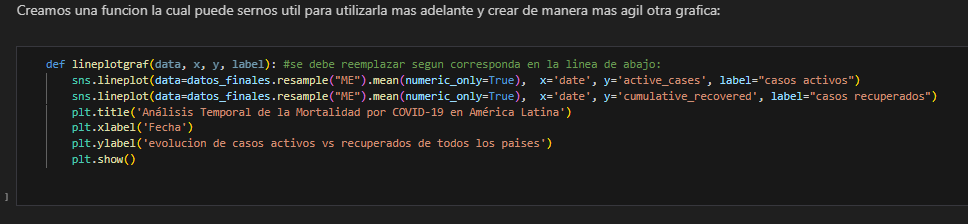 Creamos una funcion la cual puede sernos util para utilizarla mas adelante y crear de manera mas agil otra grafica:
def lineplotgraf(data, x, y, label): #se debe reemplazar segun corresponda en la linea de abajo:
    sns.lineplot(data=datos_finales.resample("ME").mean(numeric_only=True),  x='date', y='active_cases', label="casos activos")
    sns.lineplot(data=datos_finales.resample("ME").mean(numeric_only=True),  x='date', y='cumulative_recovered', label="casos recuperados")
    plt.title('Análisis Temporal de la Mortalidad por COVID-19 en América Latina')
    plt.xlabel('Fecha')
    plt.ylabel('evolucion de casos activos vs recuperados de todos los paises')
    plt.show()
]